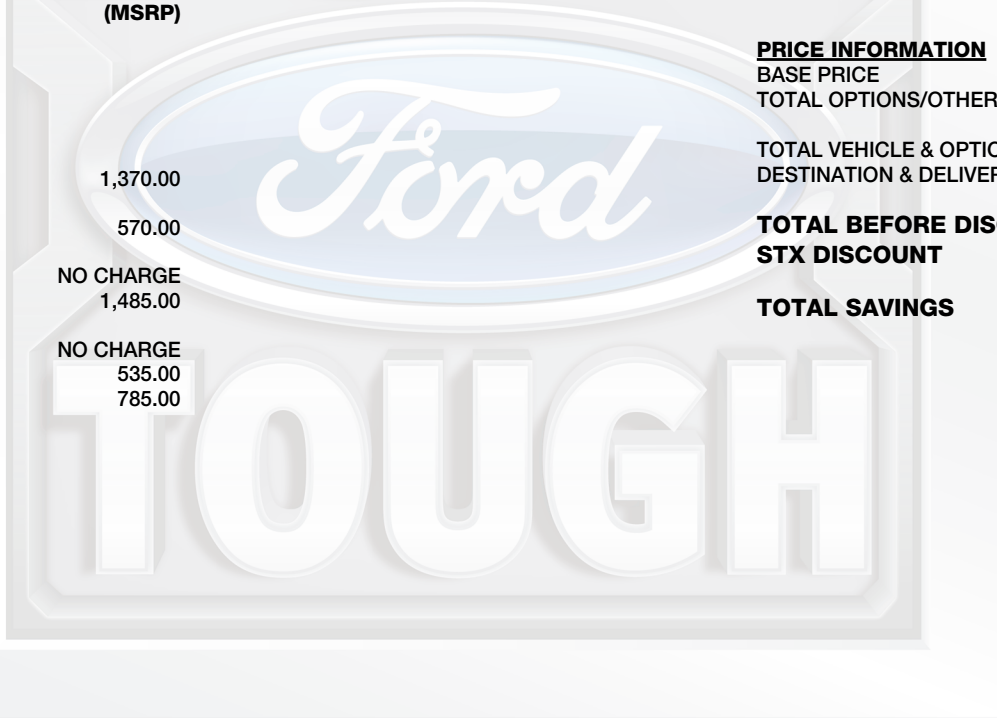 (MSRP)
1,370.00
570.00
NO CHARGE
1,485.00
NO CHARGE
535.00
785.00
PRICE INFORMATION
BASE PRICE
TOTAL OPTIONS/OTHER
TOTAL VEHICLE & OPTIO
DESTINATION & DELIVER
TOTAL BEFORE DIS
STX DISCOUNT
TOTAL SAVINGS
Ford
TOUGH